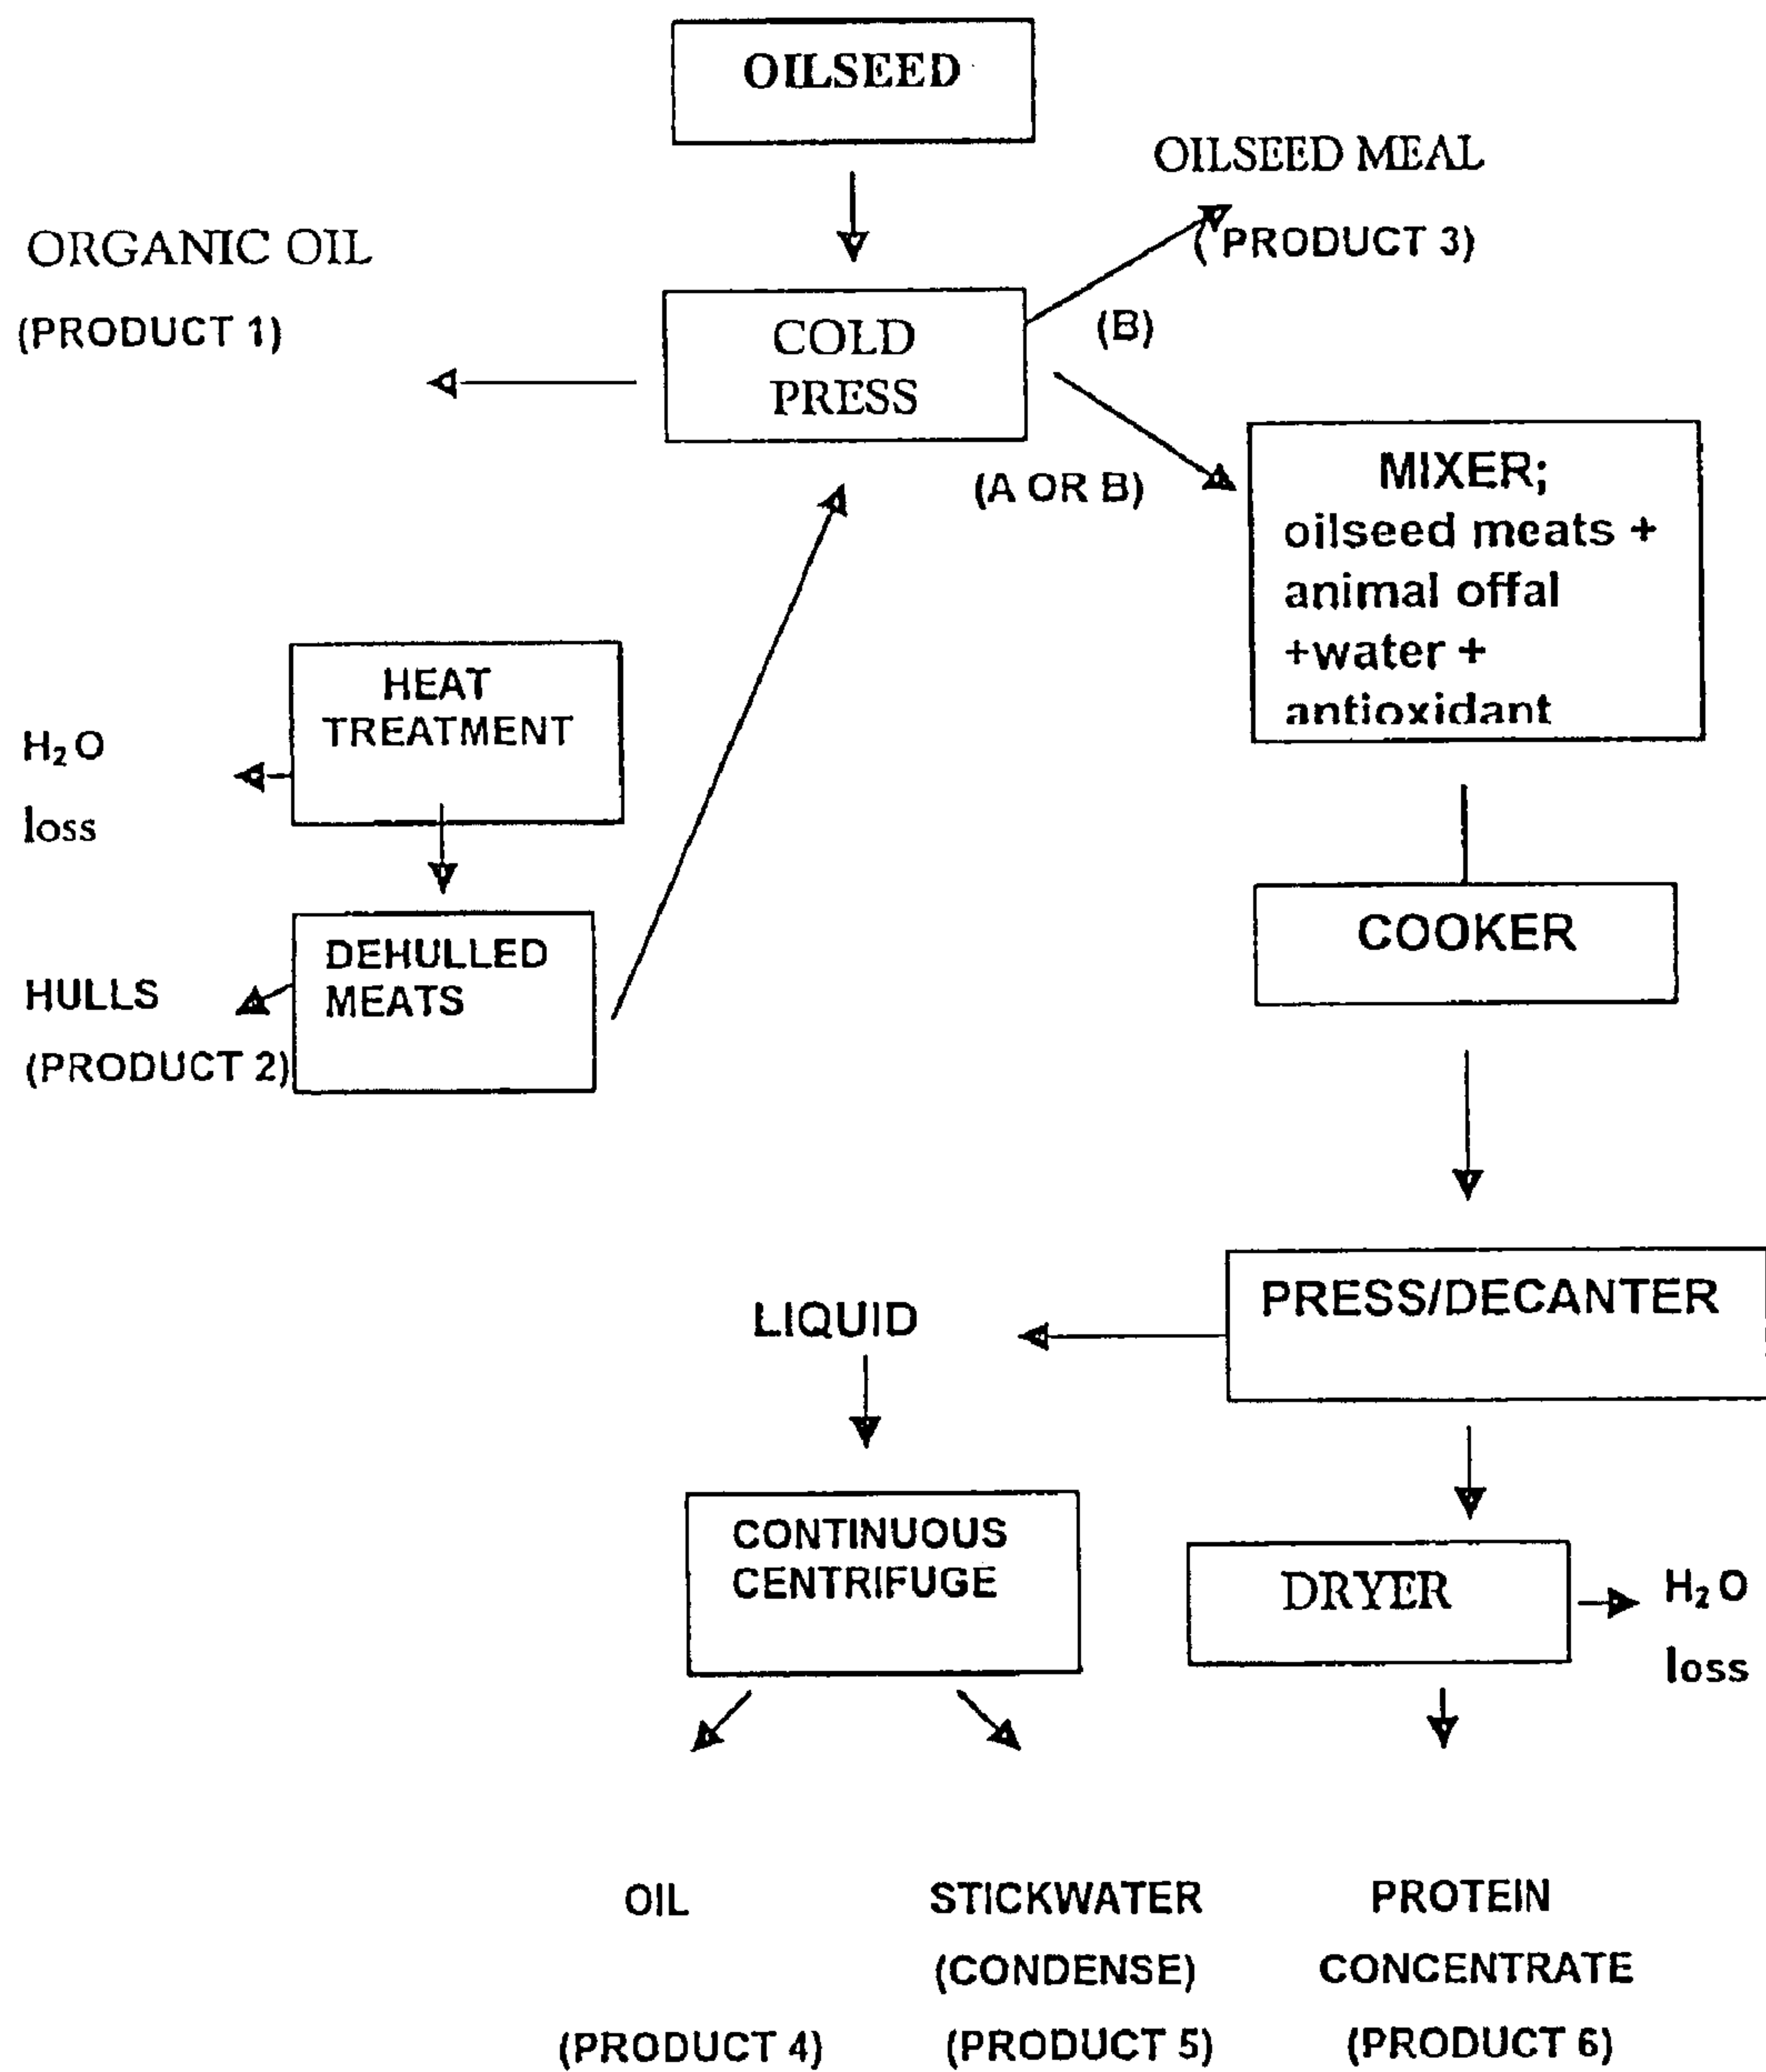 OILSEED
OILSEED MEAL
( PRODUCT 3)
ORGANIC OIL
(PRODUCT 1)
COLD
PRESS
(B)
(A OR B)
MIXER;
oilseed meats +
animal offal
+water +
antioxidant
HEAT
TREATMENT
H₂O
loss
DEHULLED
MEATS
HULLS
(PRODUCT 2)
COOKER
PRESS/DECANTER
LIQUID
CONTINUOUS
CENTRIFUGE
DRYER
H₂O
loss
OIL
(PRODUCT 4)
STICKWATER
(CONDENSE)
(PRODUCT 5)
PROTEIN
CONCENTRATE
(PRODUCT 6)